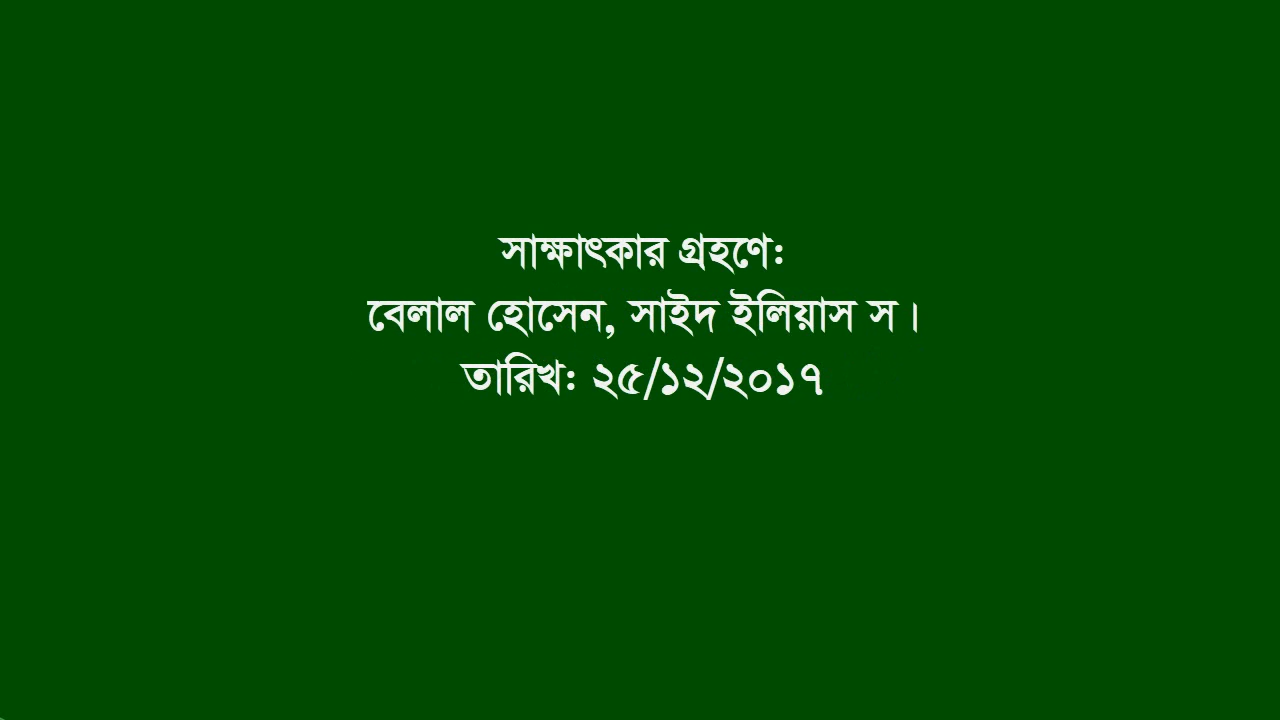 সাক্ষাৎকার গ্রহণে:
বেলাল হোসেন, সাইদ ইলিয়াস স।
তারিখ: ২৫/১২/২০১৭